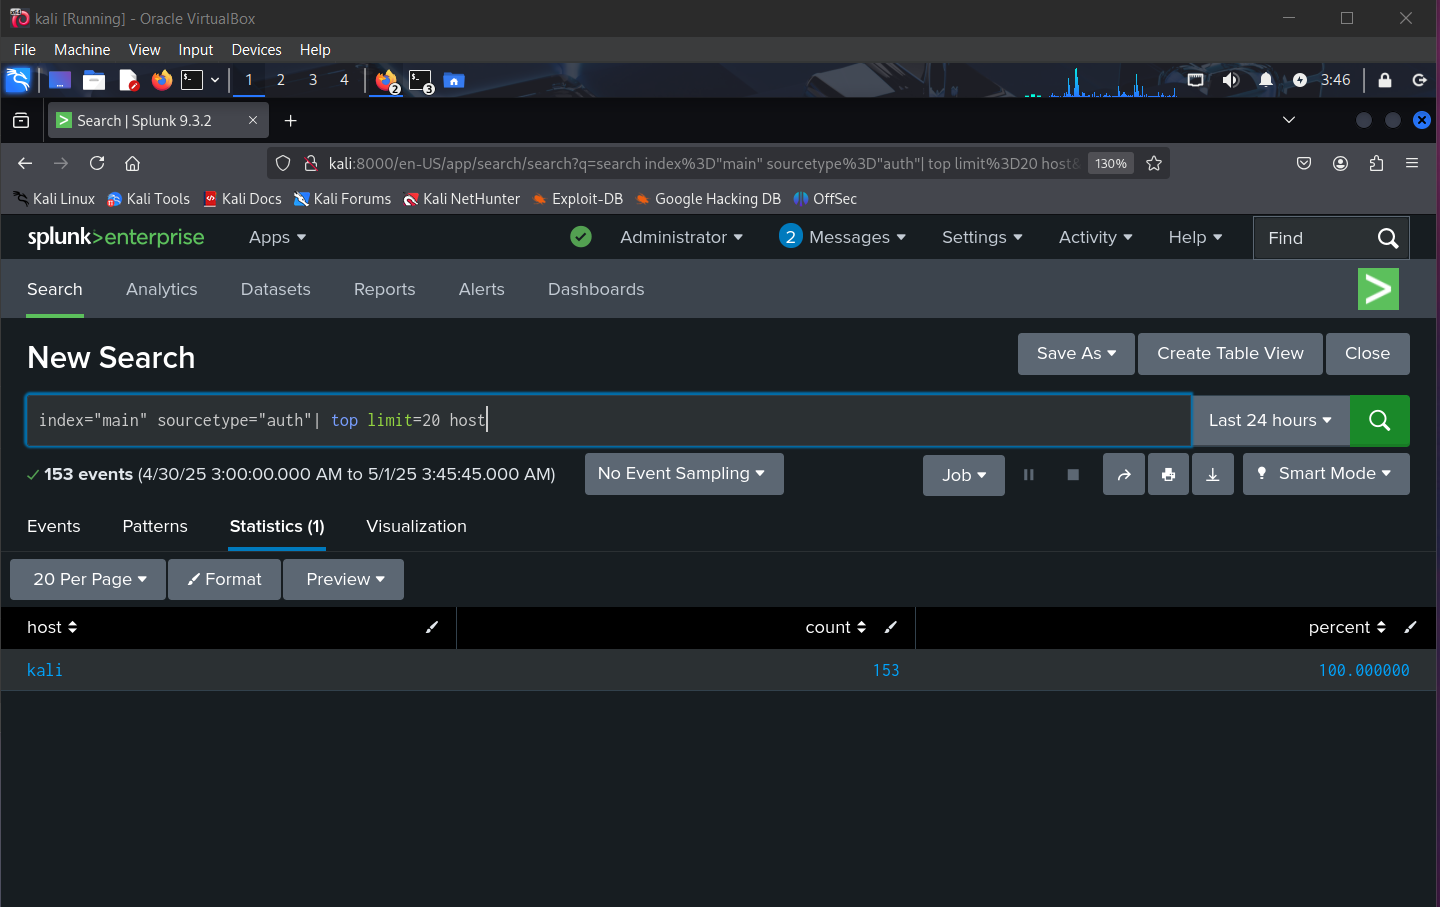 kali [Running] - Oracle VirtualBox
File Machine View Input Devices Help
1 2 3 4 2 3 3:46
Search | Splunk 9.3.2
kali:8000/en-US/app/search/search?q=search index%3D"main" sourcetype%3D"auth"| top limit%3D20 host& 130%
Kali Linux Kali Tools Kali Docs Kali Forums Kali NetHunter Exploit-DB Google Hacking DB OffSec
splunk>enterprise Apps Administrator 2 Messages Settings Activity Help Find
Search Analytics Datasets Reports Alerts Dashboards
New Search Save As Create Table View Close
index="main" sourcetype="auth"| top limit=20 host Last 24 hours
153 events (4/30/25 3:00:00.000 AM to 5/1/25 3:45:45.000 AM) No Event Sampling Job Smart Mode
Events Patterns Statistics (1) Visualization
20 Per Page Format Preview
host count percent
kali 153 100.000000